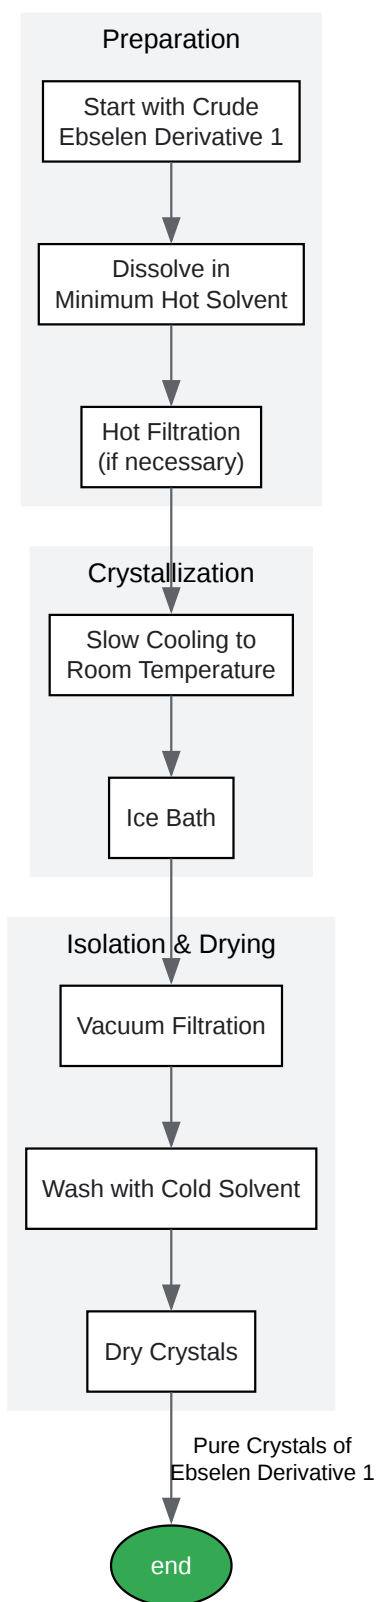 Preparation
Start with Crude
Ebselen Derivative 1
Dissolve in
Minimum Hot Solvent
Hot Filtration
(if necessary)
Crystallization
Slow Cooling to
Room Temperature
Ice Bath
Isolation & Drying
Vacuum Filtration
Wash with Cold Solvent
Dry Crystals
Pure Crystals of
Ebselen Derivative 1
end